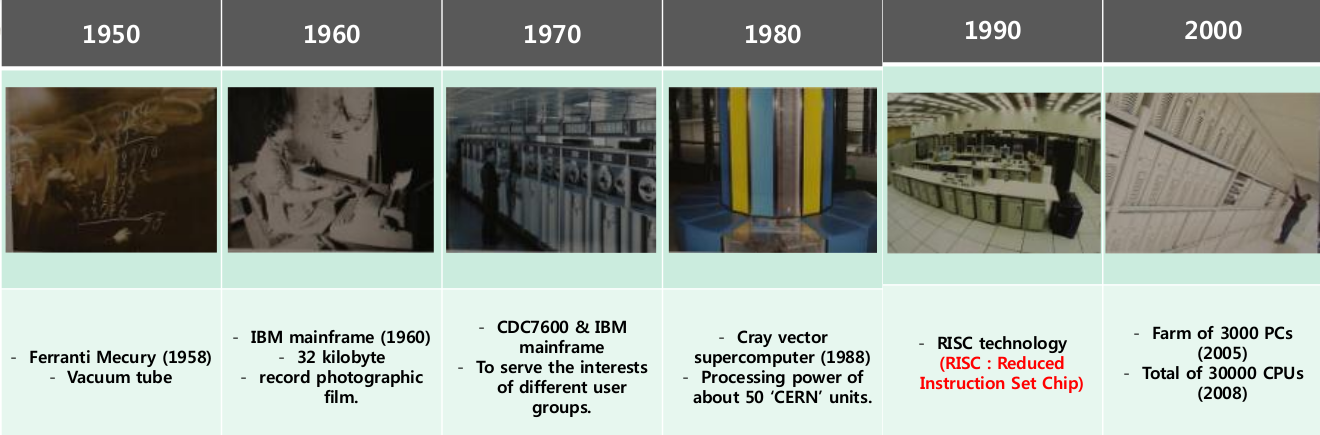 1950
1960
1970
1980
1990
2000
- Ferranti Mecury (1958)
- Vacuum tube
- IBM mainframe (1960)
- 32 kilobyte
- record photographic
film.
- CDC7600 & IBM
mainframe
- To serve the interests
of different user
groups.
- Cray vector
supercomputer (1988)
- Processing power of
about 50 ‘CERN’ units.
- RISC technology
(RISC : Reduced
Instruction Set Chip)
- Farm of 3000 PCs
(2005)
- Total of 30000 CPUs
(2008)